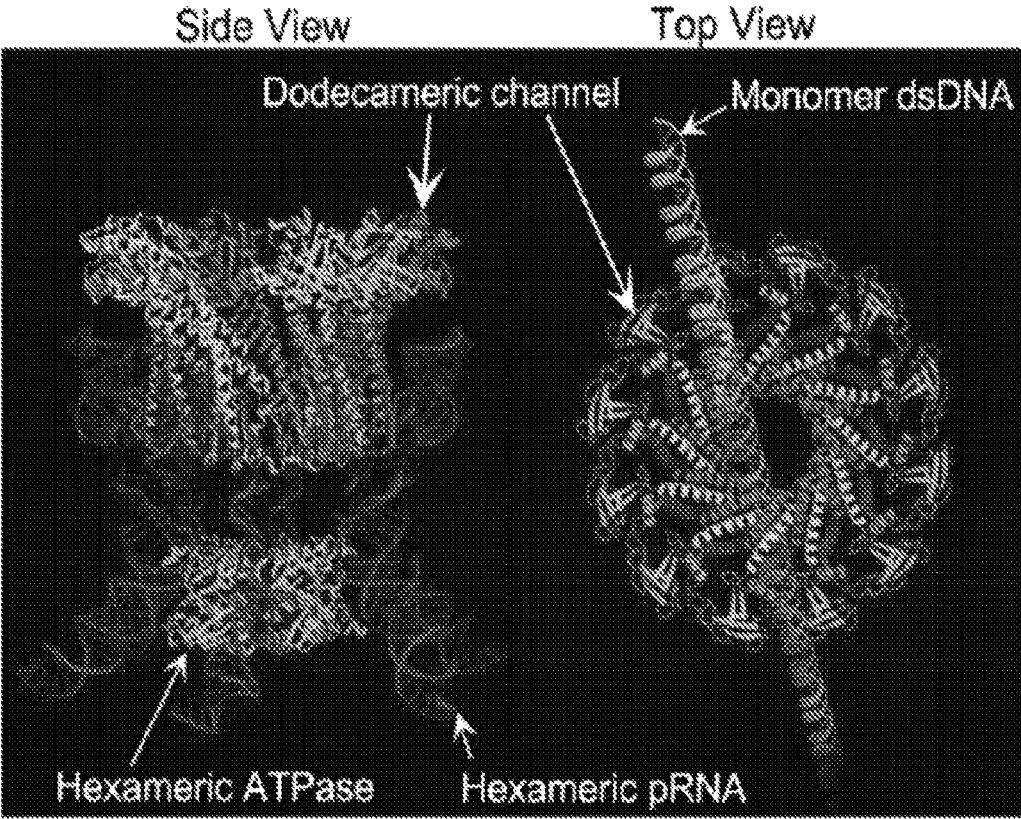 Side View
Top View
Dodecameric channel
Monomer dsDNA
Hexameric ATPase
Hexameric pRNA